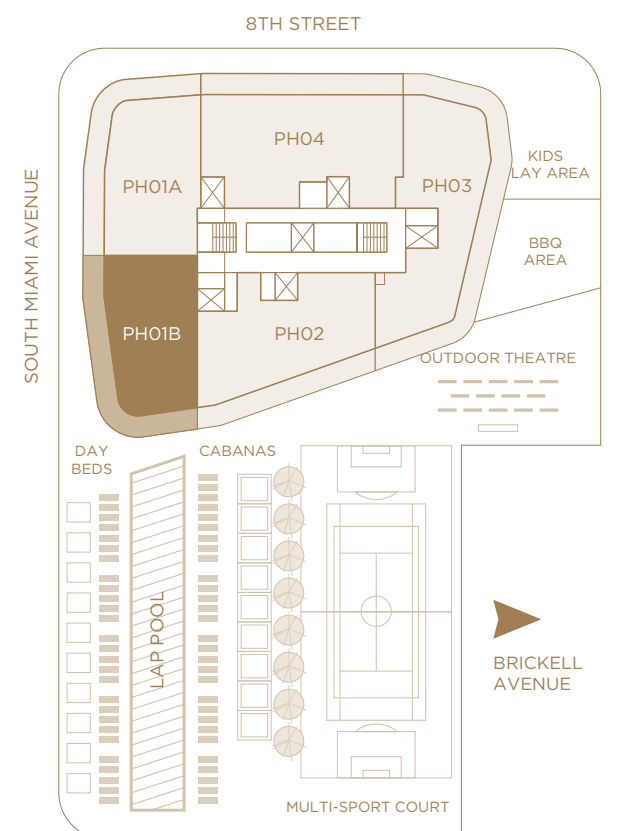 8TH STREET
SOUTH MIAMI AVENUE
PH04
PH01A
PH03
KIDS
LAY AREA
BBQ
AREA
PH01B
PH02
OUTDOOR THEATRE
DAY
BEDS
CABANAS
LAP POOL
BRICKELL
AVENUE
MULTI-SPORT COURT